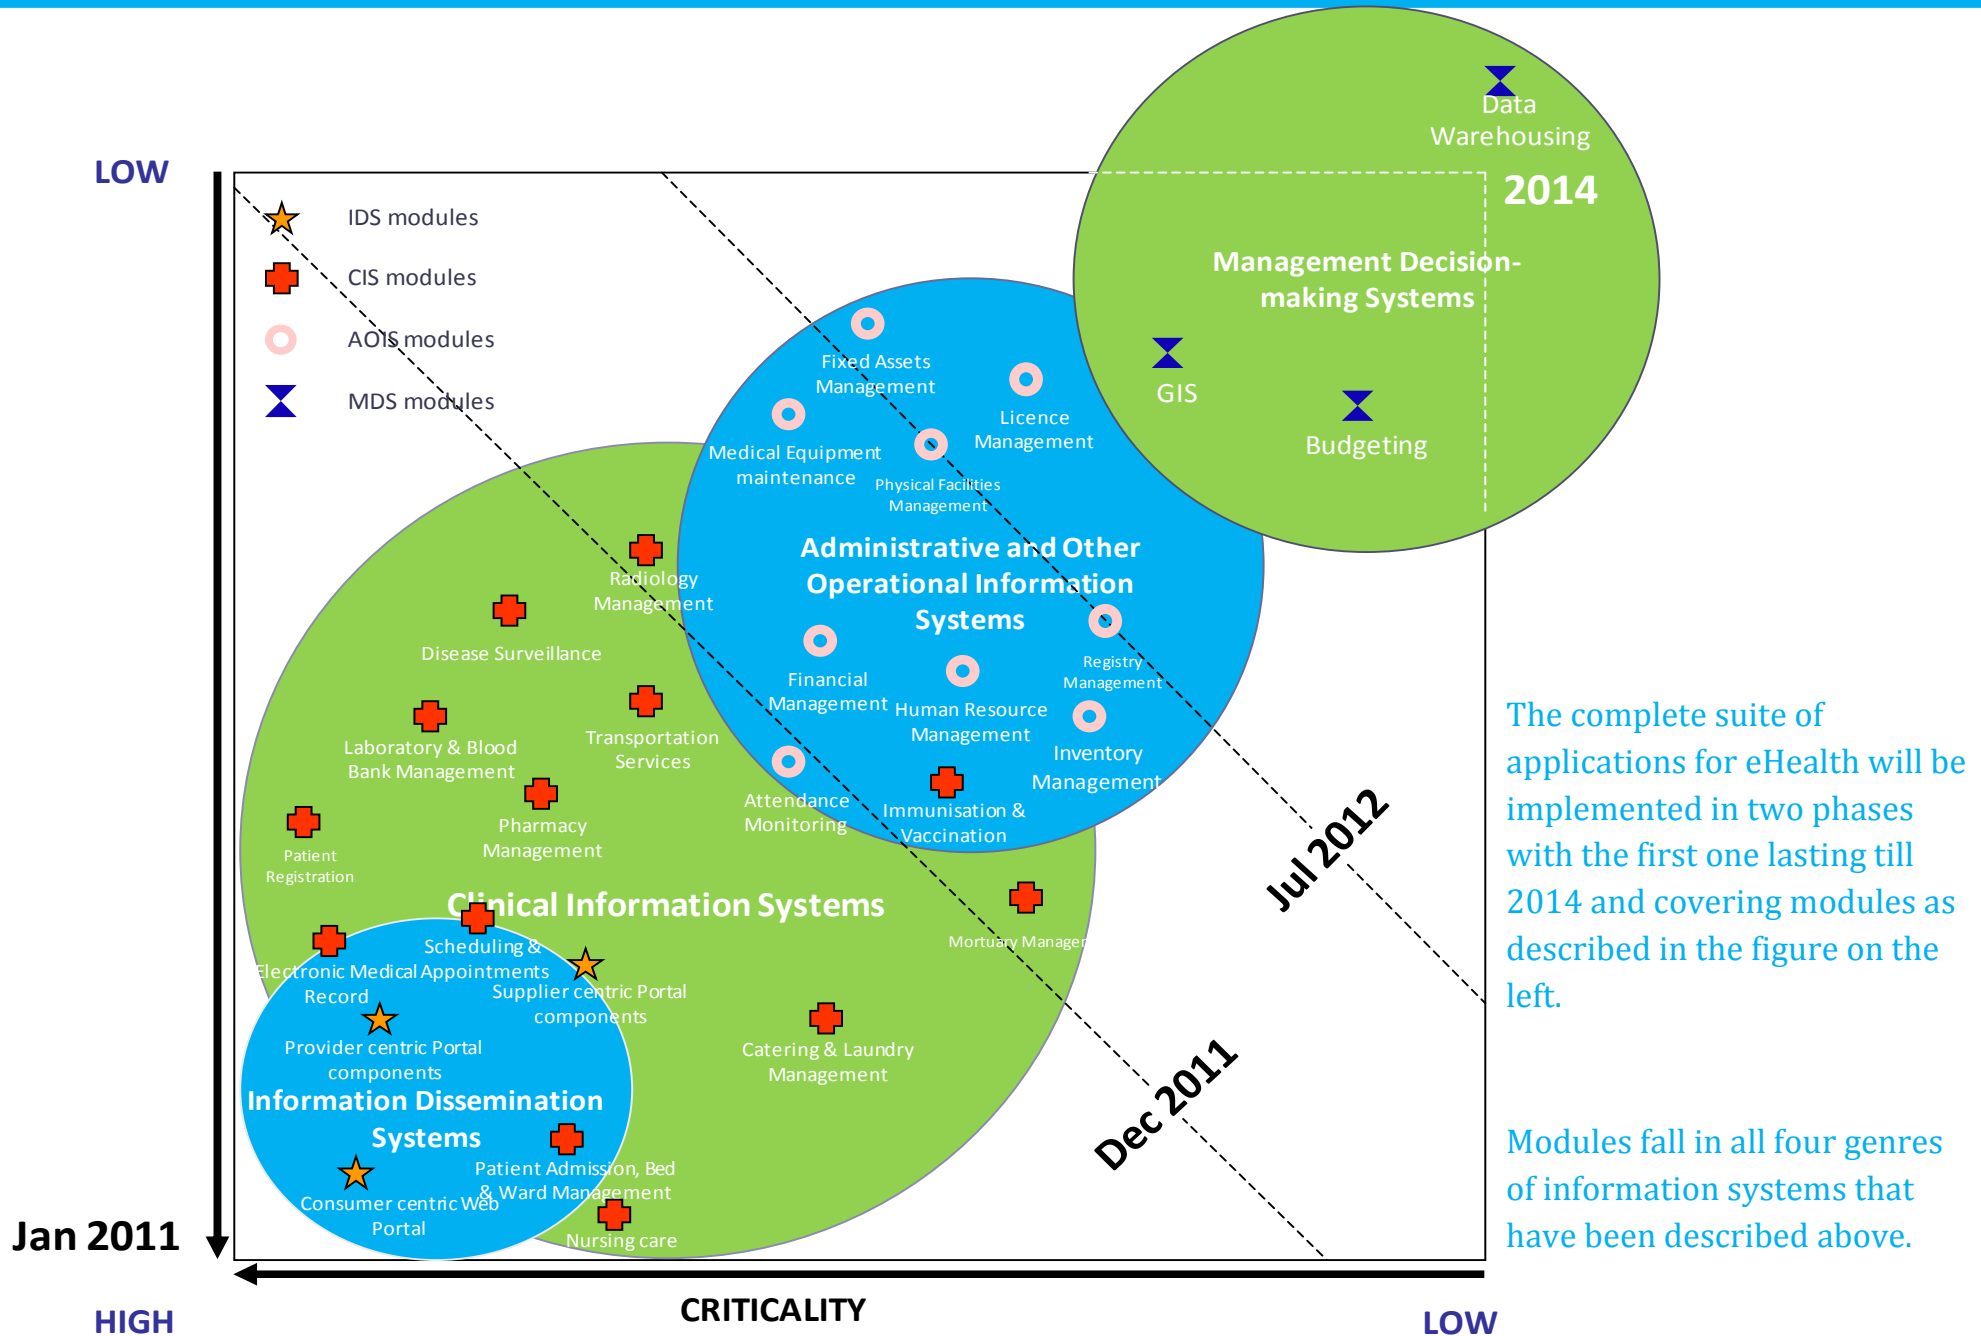 Data
Warehousing
2014
LOW
IDS modules
CIS modules
AOIS modules
MDS modules
Management Decision-
making Systems
GIS
Budgeting
Fixed Assets
Management
Licence
Management
Medical Equipment
maintenance
Physical Facilities
Management
Administrative and Other
Operational Information
Systems
Radiology
Management
Disease Surveillance
Financial
Management
Registry
Management
Human Resource
Management
Laboratory & Blood
Bank Management
Transportation
Services
Inventory
Management
Attendance
Monitoring
Immunisation &
Vaccination
Pharmacy
Management
Patient
Registration
Clinical Information Systems
Mortuary Manager
Scheduling &
Appointments
Electronic Medical
Record
Supplier centric Portal
components
Provider centric Portal
components
Catering & Laundry
Management
Information Dissemination
Systems
Patient Admission, Bed
& Ward Management
Consumer centric Web
Portal
Nursing care
Jul 2012
Dec 2011
The complete suite of
applications for eHealth will be
implemented in two phases
with the first one lasting till
2014 and covering modules as
described in the figure on the
left.
Modules fall in all four genres
of information systems that
have been described above.
Jan 2011
HIGH
CRITICALITY
LOW